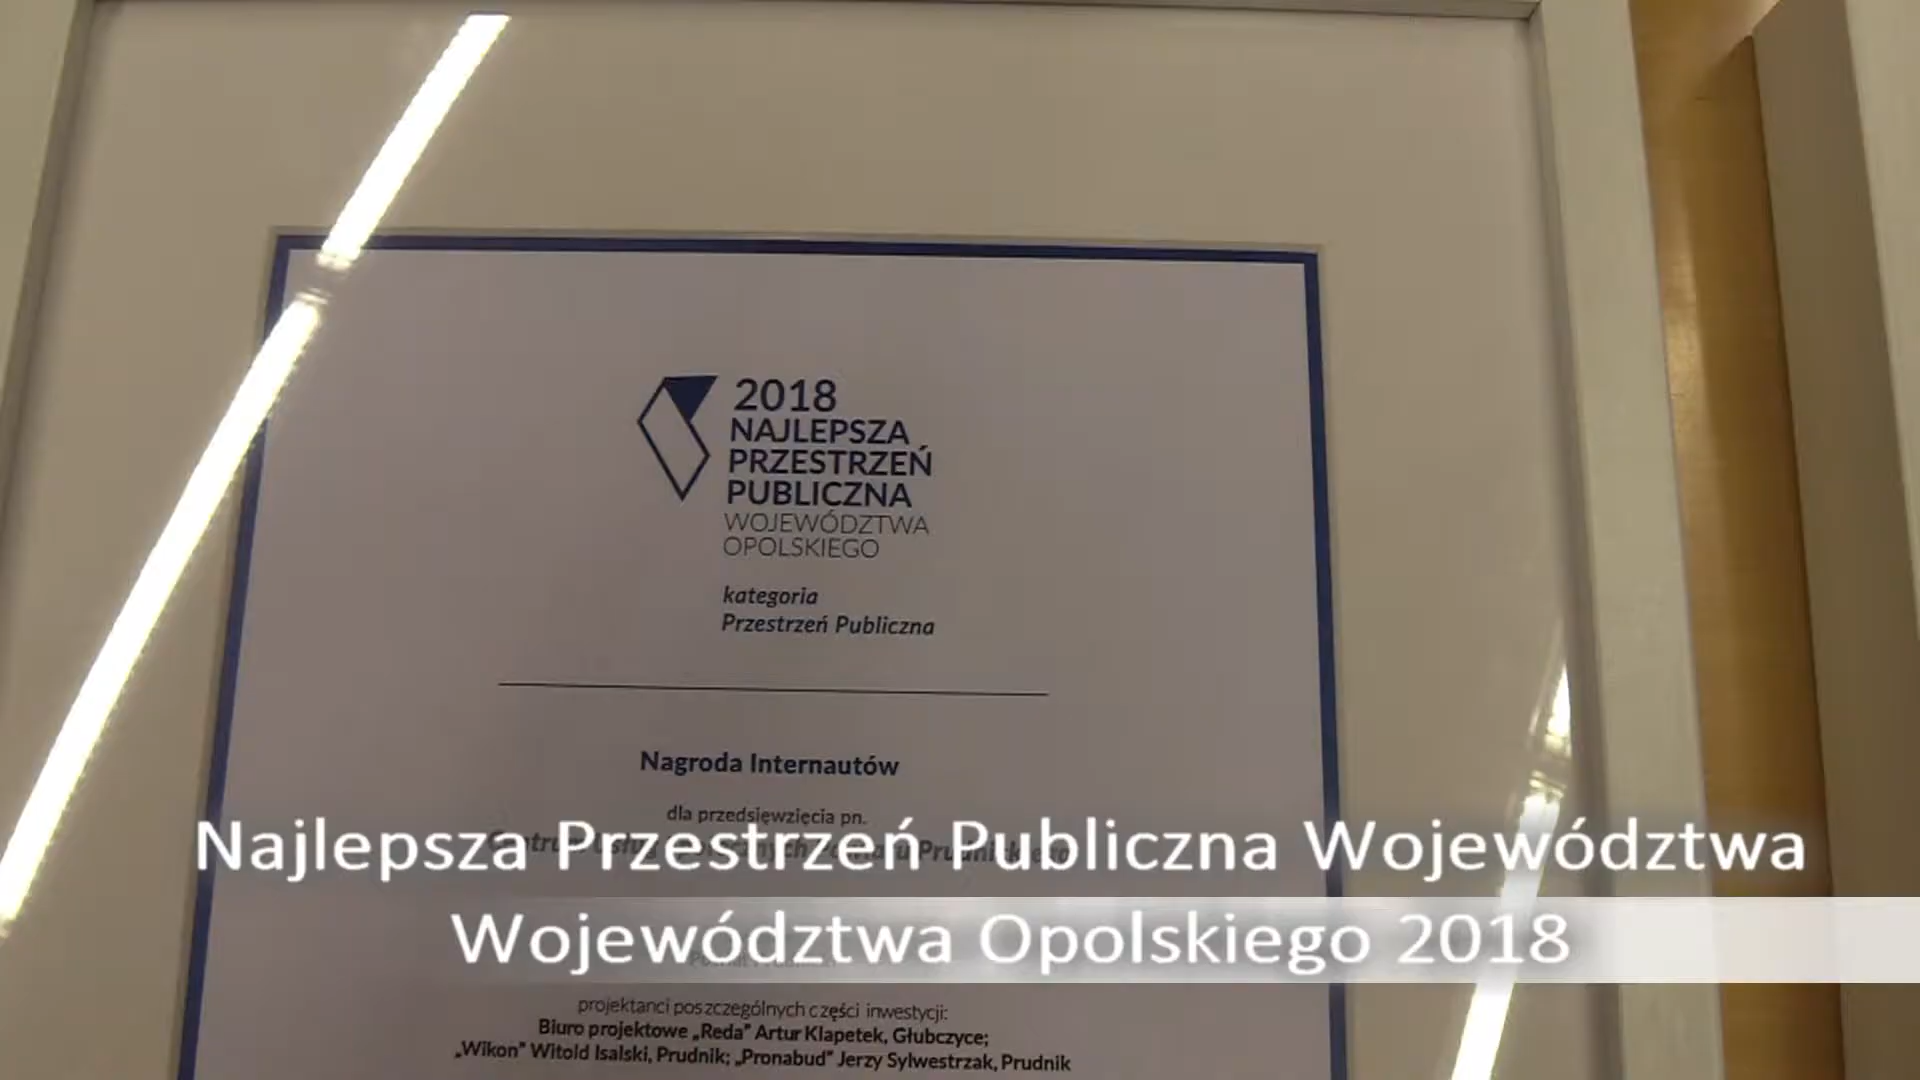 2018
NAJLEPSZA
PRZESTRZEŃ
PUBLICZNA
WOJEWÓDZTWA
OPOLSKIEGO
kategoria
Przestrzeń Publiczna
Nagroda Internautów
dla przedsięwzięcia pn.
Najlepsza Przestrzeń Publiczna Województwa
Województwa Opolskiego 2018
projektanci poszczególnych części inwestycji:
Biuro projektowe „Reda” Artur Klapetek, Głubczyce;
„Wikon” Witold Isalski, Prudnik; „Pronabud” Jerzy Sylwestrzak, Prudnik